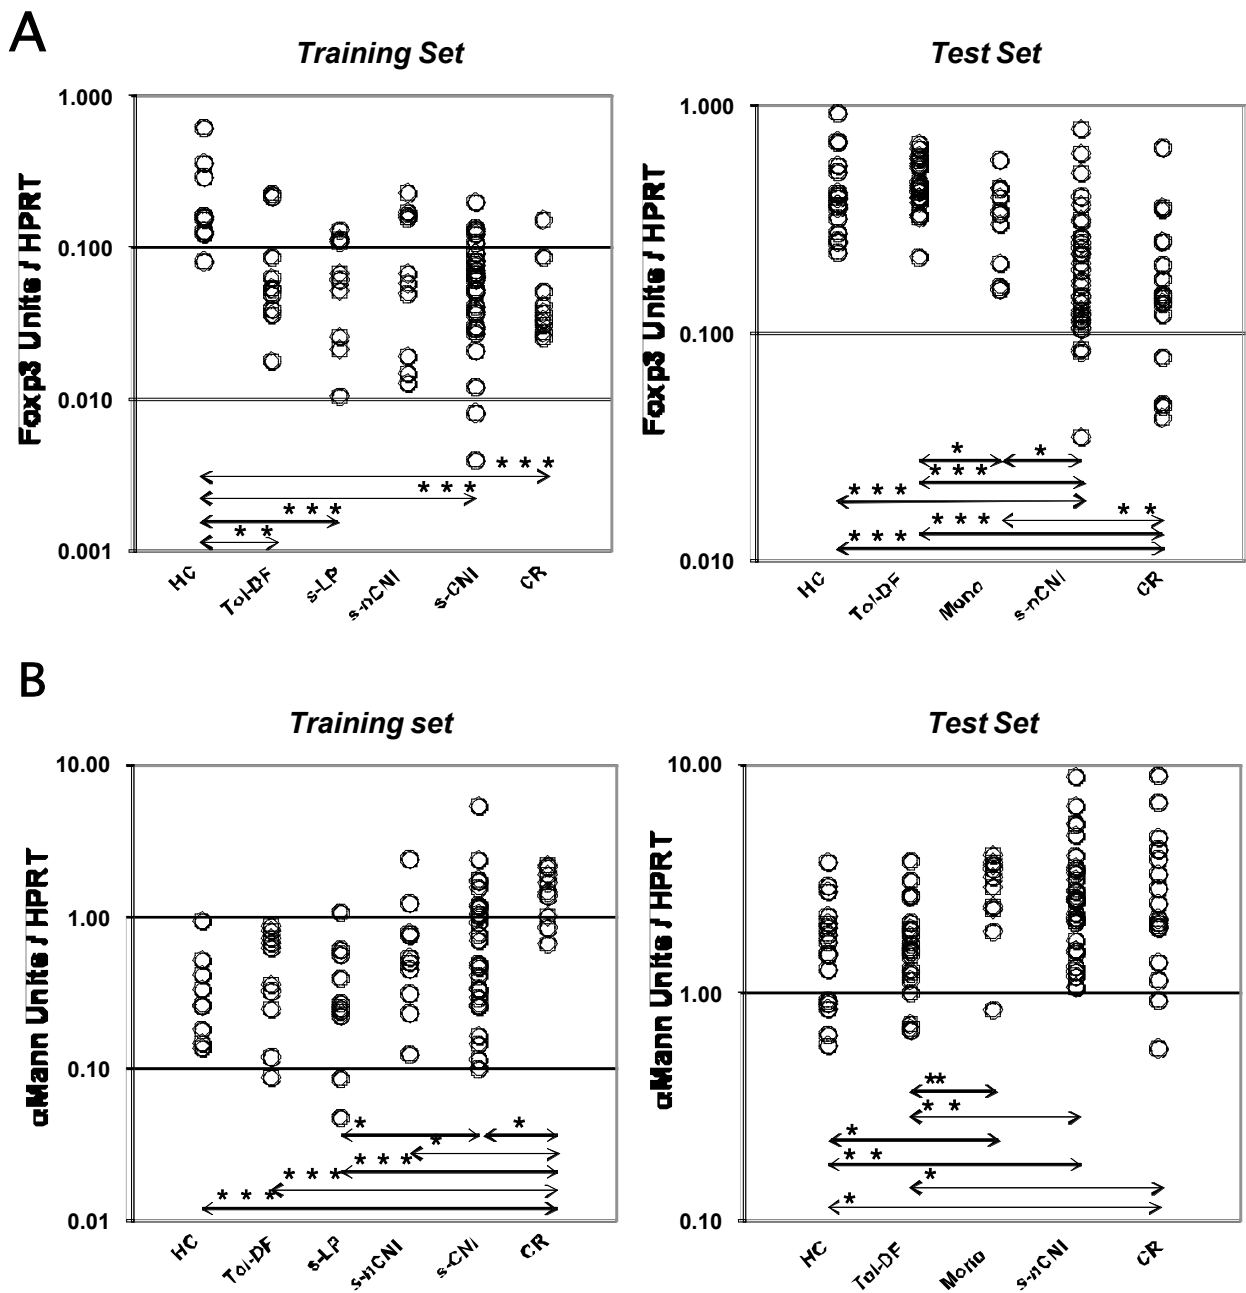 A
Training Set
Test Set
Foxp3 Units / HPRT
1.000
0.100
0.010
0.001
* * *
* * *
* * *
* *
HC
Tol-DF
s-LP
s-nCNI
s-CNI
CR
Foxp3 Units / HPRT
1.000
0.100
0.010
* *
* * *
* * *
* *
* * *
* * *
HC
Tol-DF
Mono
s-nCNI
CR
B
Training set
Test Set
αMann Units / HPRT
10.00
1.00
0.10
0.01
* *
*
* * *
* * *
* * *
HC
Tol-DF
s-LP
s-nCNI
s-CNI
CR
αMann Units / HPRT
10.00
1.00
0.10
**
* *
*
* *
*
*
HC
Tol-DF
Mono
s-nCNI
CR